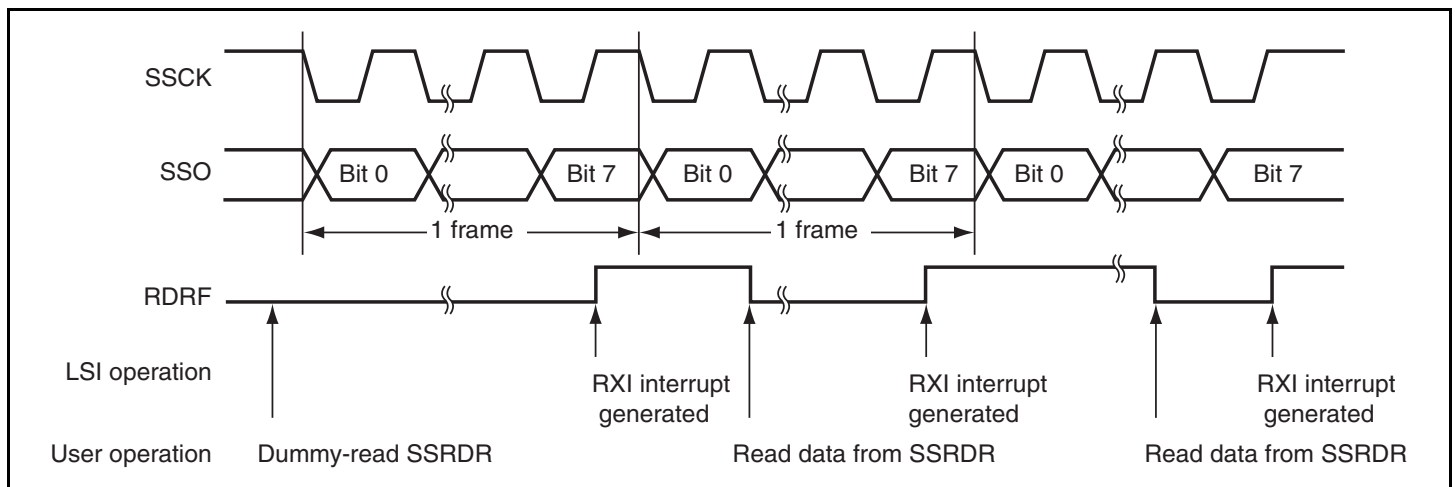 SSCK
SSO
Bit 0
Bit 7
Bit 0
Bit 7
Bit 0
Bit 7
1 frame
1 frame
RDRF
LSI operation
RXI interrupt
generated
RXI interrupt
generated
RXI interrupt
generated
User operation
Dummy-read SSRDR
Read data from SSRDR
Read data from SSRDR